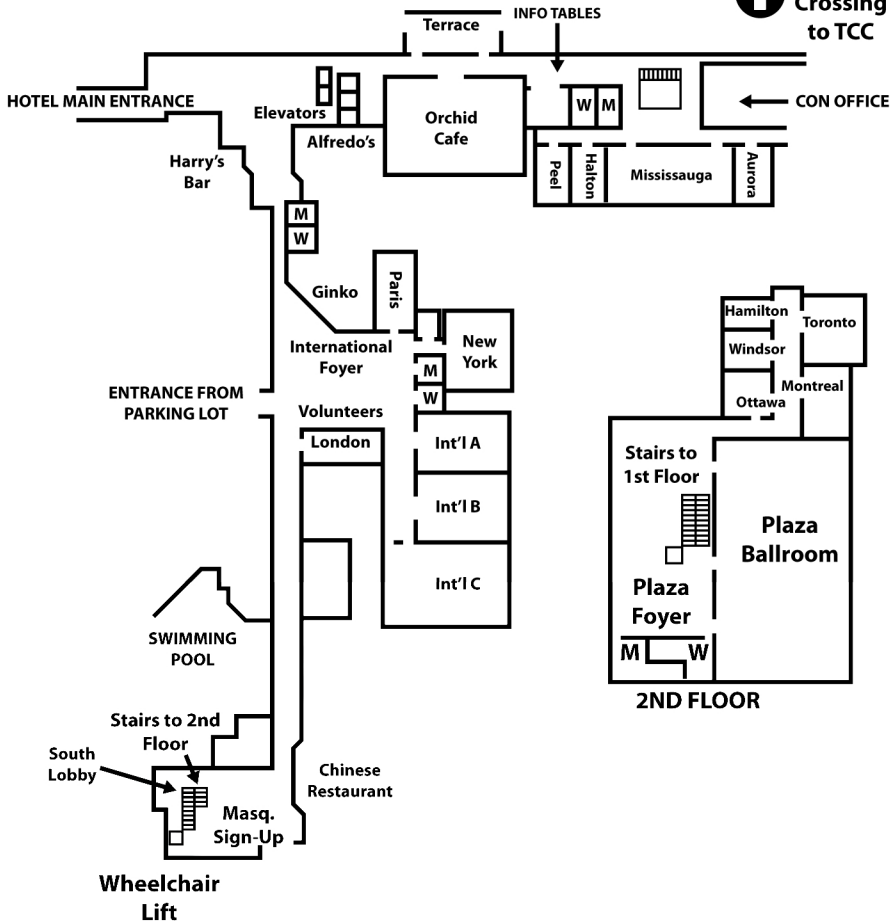 Crossing
to TCC
INFO TABLES
Terrace
HOTEL MAIN ENTRANCE
Elevators
Alfredo's
Orchid
Cafe
W M
CON OFFICE
Harry's
Bar
Peel
Halton
Mississauga
Aurora
M
W
Ginko
Paris
International
Foyer
New
York
M
W
ENTRANCE FROM
PARKING LOT
Volunteers
London
Int'l A
Int'l B
Int'l C
Hamilton
Toronto
Windsor
Montreal
Ottawa
Stairs to
1st Floor
Plaza
Ballroom
Plaza
Foyer
M W
2ND FLOOR
SWIMMING
POOL
Stairs to 2nd
Floor
South
Lobby
Chinese
Restaurant
Masq.
Sign-Up
Wheelchair
Lift